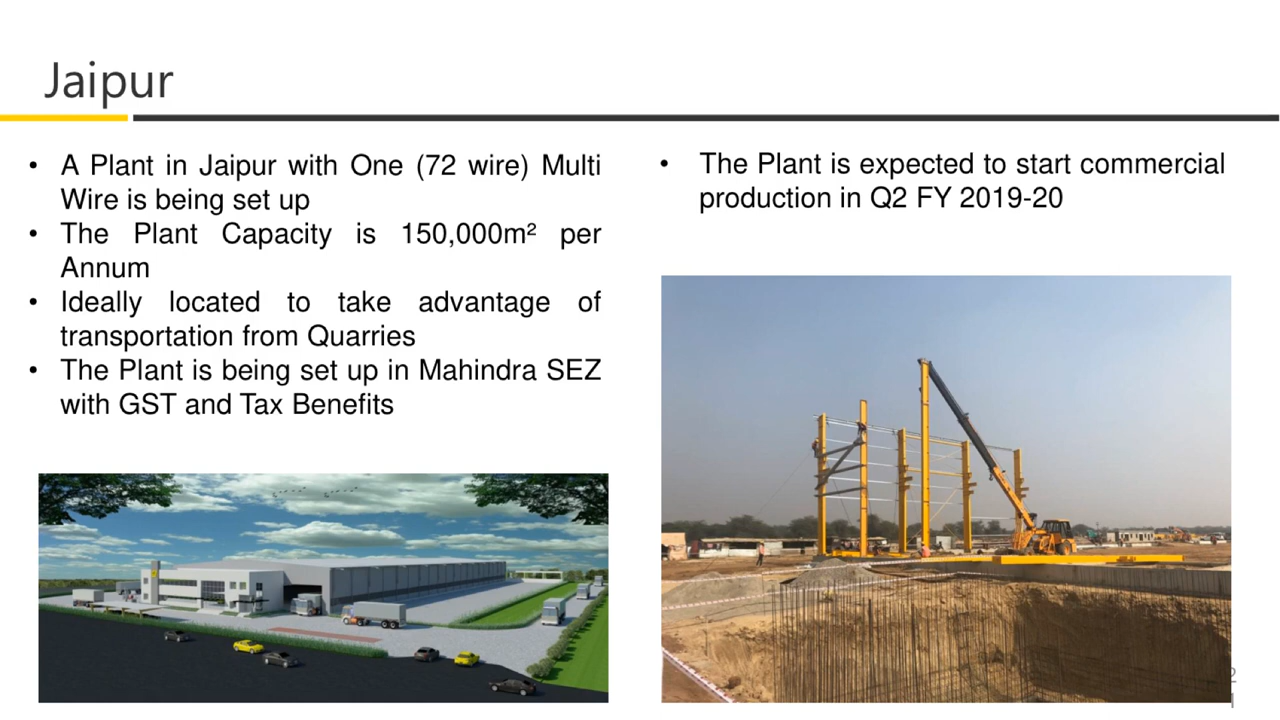 Jaipur
• A Plant in Jaipur with One (72 wire) Multi
Wire is being set up
• The Plant Capacity is 150,000m² per
Annum
• Ideally located to take advantage of
transportation from Quarries
• The Plant is being set up in Mahindra SEZ
with GST and Tax Benefits
• The Plant is expected to start commercial
production in Q2 FY 2019-20